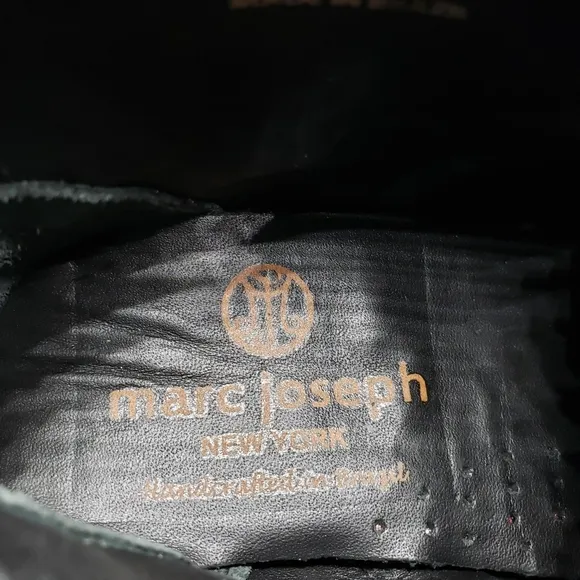 marc joseph
NEW YORK
Handcrafted in Brazil